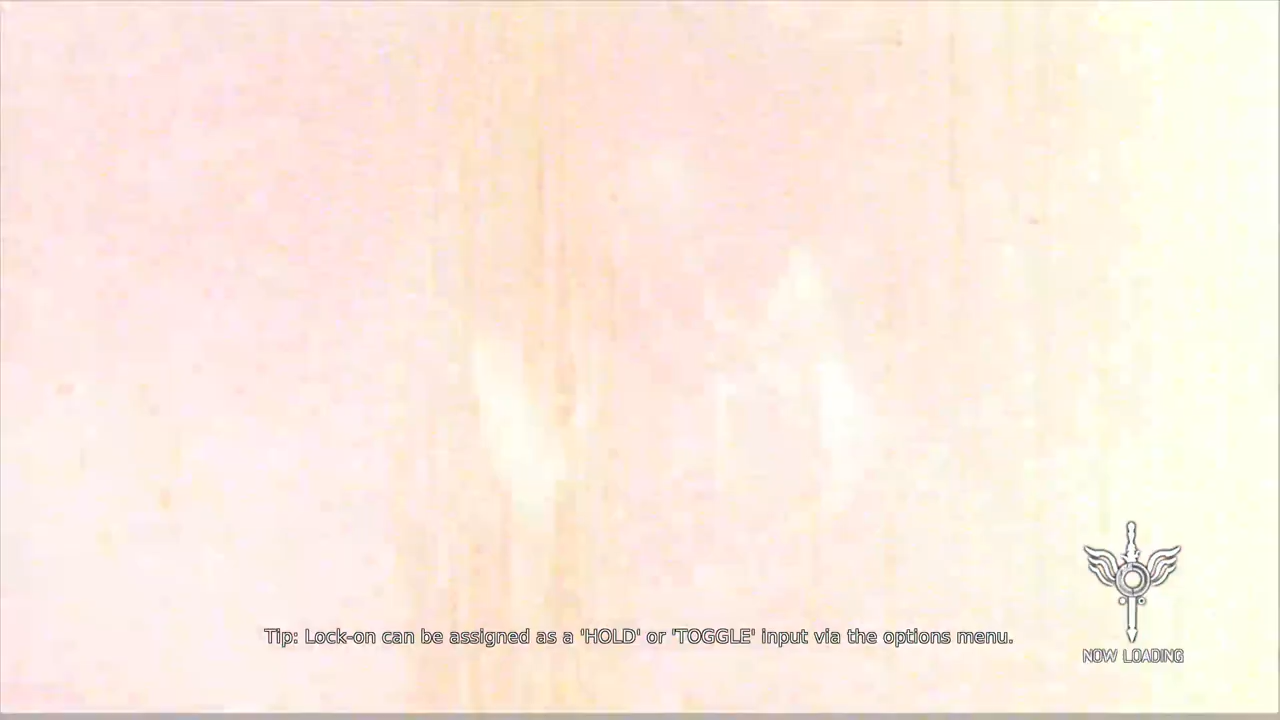 Tip: Lock-on can be assigned as a 'HOLD' or 'TOGGLE' input via the options menu.
NOW LOADING